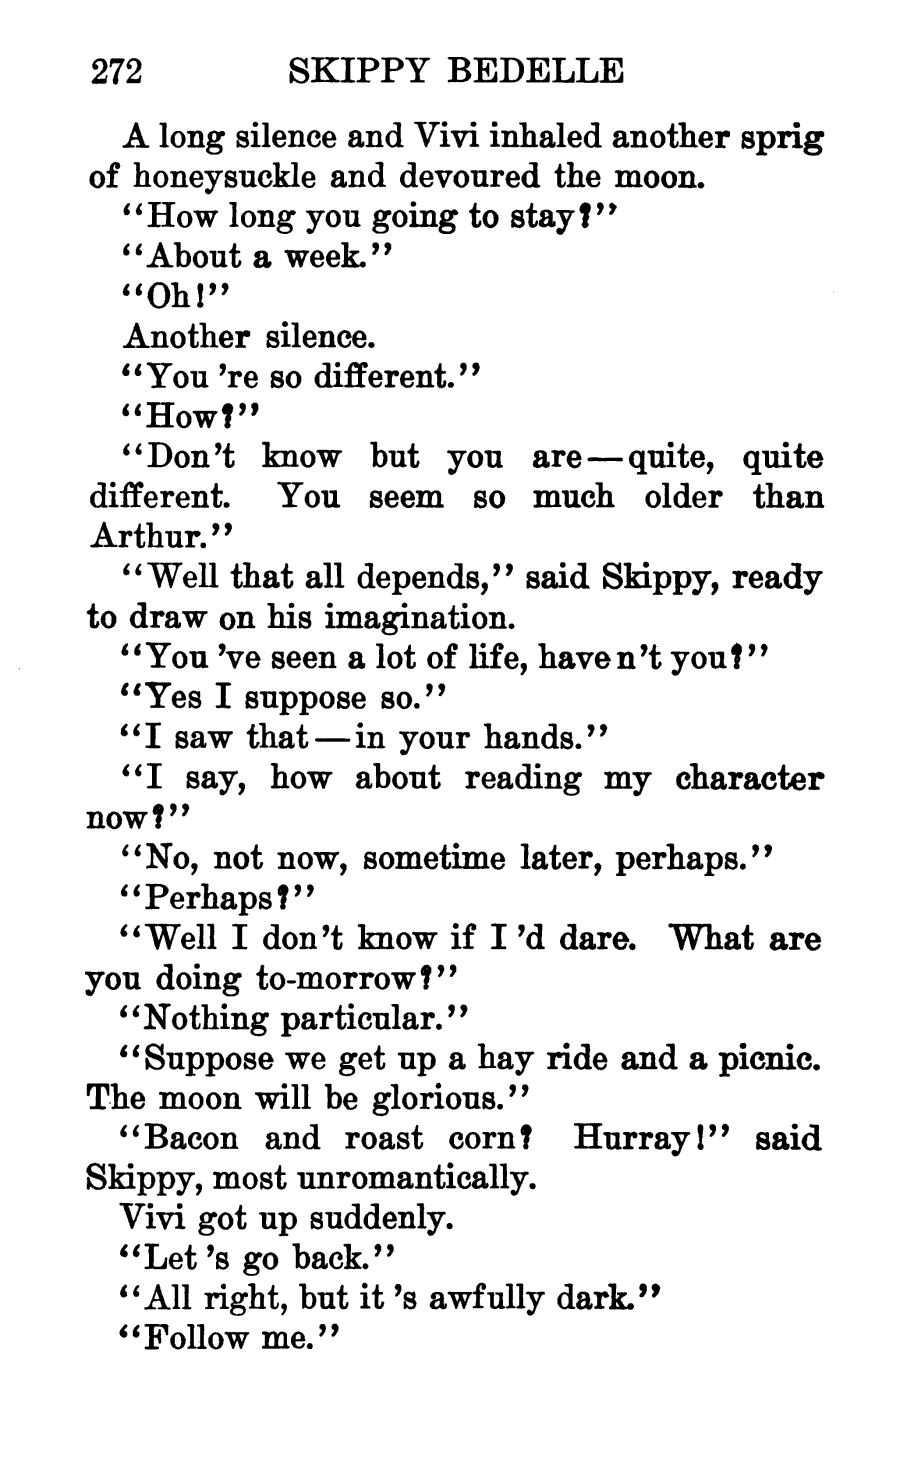 272 SKIPPY BEDELLE
A long silence and Vivi inhaled another sprig
of honeysuckle and devoured the moon.
"How long you going to stay?"
"About a week."
"Oh!"
Another silence.
"You 're so different."
"How?"
"Don't know but you are—quite, quite
different. You seem so much older than
Arthur."
"Well that all depends," said Skippy, ready
to draw on his imagination.
"You 've seen a lot of life, haven't you?"
"Yes I suppose so."
"I saw that—in your hands."
"I say, how about reading my character
now?"
"No, not now, sometime later, perhaps."
"Perhaps?"
"Well I don't know if I 'd dare. What are
you doing to-morrow?"
"Nothing particular."
"Suppose we get up a hay ride and a picnic.
The moon will be glorious."
"Bacon and roast corn? Hurray!" said
Skippy, most unromantically.
Vivi got up suddenly.
"Let 's go back."
"All right, but it 's awfully dark."
"Follow me."